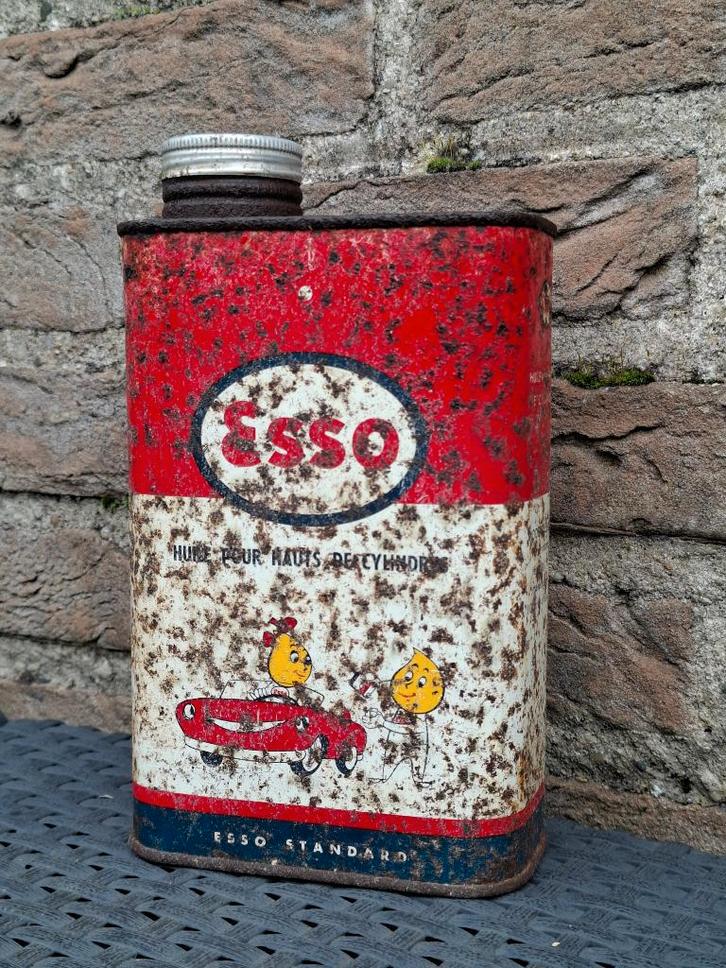 Esso
HUILE POUR HAUTS DE CYLINDRES
ESSO STANDARD